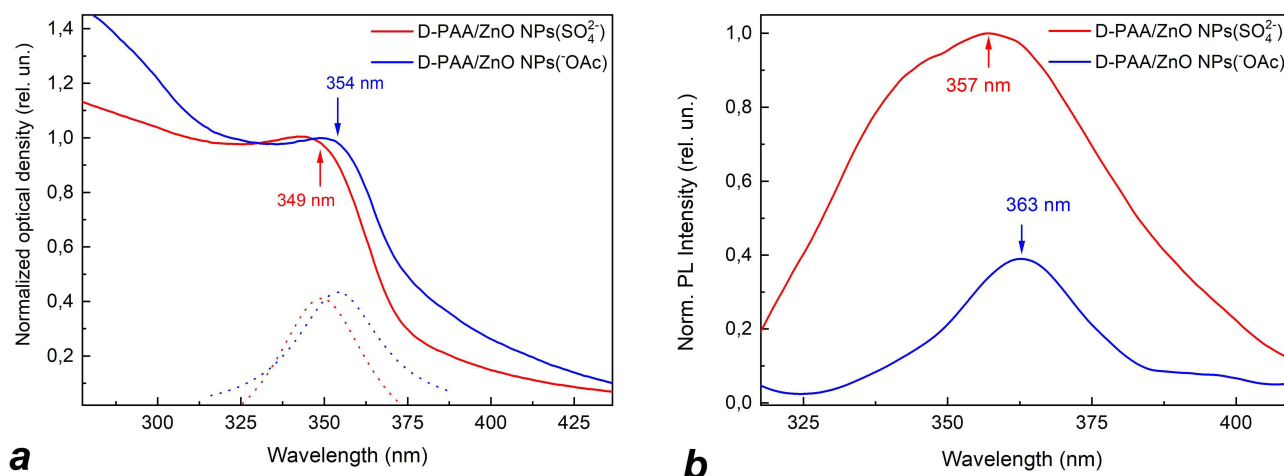 1,4
1,2
1,0
0,8
0,6
0,4
0,2
Normalized optical density (rel. un.)
D-PAA/ZnO NPs(SO₄²⁻)
D-PAA/ZnO NPs(⁻OAc)
354 nm
349 nm
300 325 350 375 400 425
Wavelength (nm)
a
1,0
0,8
0,6
0,4
0,2
0,0
Norm. PL Intensity (rel. un.)
D-PAA/ZnO NPs(SO₄²⁻)
D-PAA/ZnO NPs(⁻OAc)
357 nm
363 nm
325 350 375 400
Wavelength (nm)
b